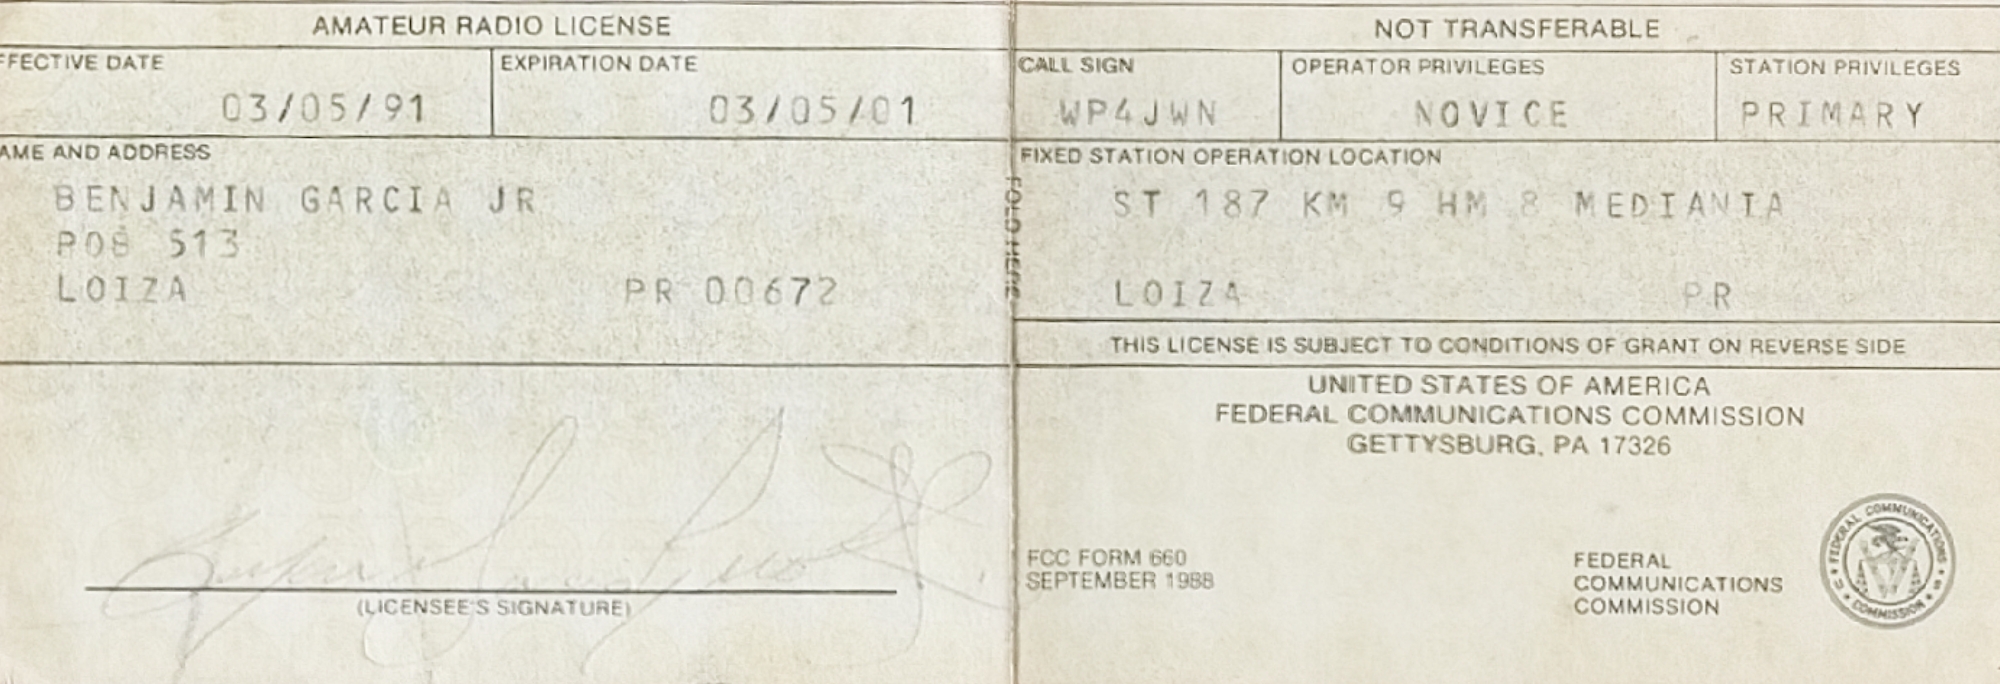 AMATEUR RADIO LICENSE
FFECTIVE DATE
03/05/91
EXPIRATION DATE
03/05/01
AME AND ADDRESS
BENJAMIN GARCIA JR
POB 513
LOIZA PR 00672
(LICENSEE'S SIGNATURE)
FOLD HERE
NOT TRANSFERABLE
CALL SIGN
WP4JWN
OPERATOR PRIVILEGES
NOVICE
STATION PRIVILEGES
PRIMARY
FIXED STATION OPERATION LOCATION
ST 187 KM 9 HM 8 MEDIANIA
LOIZA PR
THIS LICENSE IS SUBJECT TO CONDITIONS OF GRANT ON REVERSE SIDE
UNITED STATES OF AMERICA
FEDERAL COMMUNICATIONS COMMISSION
GETTYSBURG, PA 17326
FCC FORM 660
SEPTEMBER 1988
FEDERAL
COMMUNICATIONS
COMMISSION
FEDERAL COMMUNICATIONS
COMMISSION